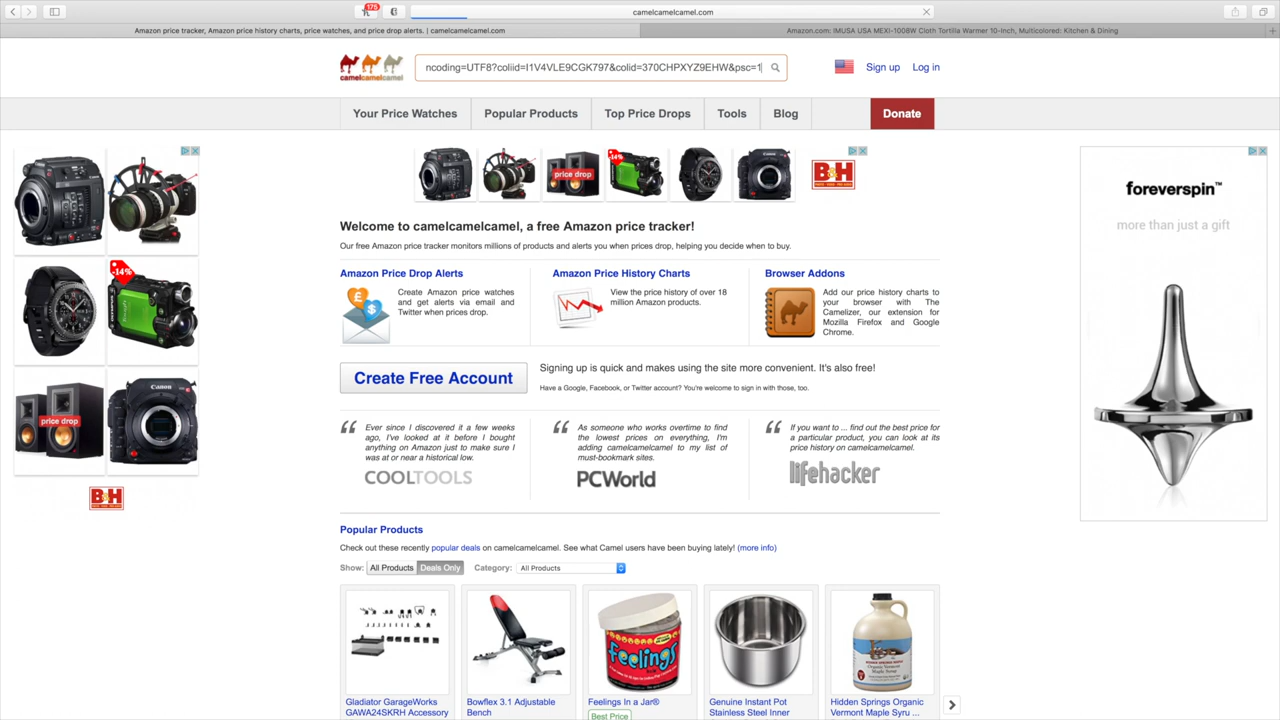 175
camelcamelcamel.com
Amazon price tracker, Amazon price history charts, price watches, and price drop alerts. | camelcamelcamel.com
Amazon.com: IMUSA USA MEXI-1008W Cloth Tortilla Warmer 10-Inch, Multicolored: Kitchen & Dining
camelcamelcamel
ncoding=UTF8?coliid=I1V4VLE9CGK797&colid=370CHPXYZ9EHW&psc=1
Sign up
Log in
Your Price Watches
Popular Products
Top Price Drops
Tools
Blog
Donate
price drop
-14%
B&H
Canon
-14%
price drop
Canon
B&H
foreverspin™
more than just a gift
Welcome to camelcamelcamel, a free Amazon price tracker!
Our free Amazon price tracker monitors millions of products and alerts you when prices drop, helping you decide when to buy.
Amazon Price Drop Alerts
Create Amazon price watches
and get alerts via email and
Twitter when prices drop.
Amazon Price History Charts
View the price history of over 18
million Amazon products.
Browser Addons
Add our price history charts to
your browser with The
Camelizer, our extension for
Mozilla Firefox and Google
Chrome.
Create Free Account
Signing up is quick and makes using the site more convenient. It's also free!
Have a Google, Facebook, or Twitter account? You're welcome to sign in with those, too.
Ever since I discovered it a few weeks
ago, I've looked at it before I bought
anything on Amazon just to make sure I
was at or near a historical low.
COOLTOOLS
As someone who works overtime to find
the lowest prices on everything, I'm
adding camelcamelcamel to my list of
must-bookmark sites.
PCWorld
If you want to ... find out the best price for
a particular product, you can look at its
price history on camelcamelcamel.
lifehacker
Popular Products
Check out these recently popular deals on camelcamelcamel. See what Camel users have been buying lately! (more info)
Show: All Products Deals Only Category: All Products
Feelings
Gladiator GarageWorks
GAWA24SKRH Accessory
Bowflex 3.1 Adjustable
Bench
Feelings In a Jar®
Best Price
Genuine Instant Pot
Stainless Steel Inner
Hidden Springs Organic
Vermont Maple Syru ...